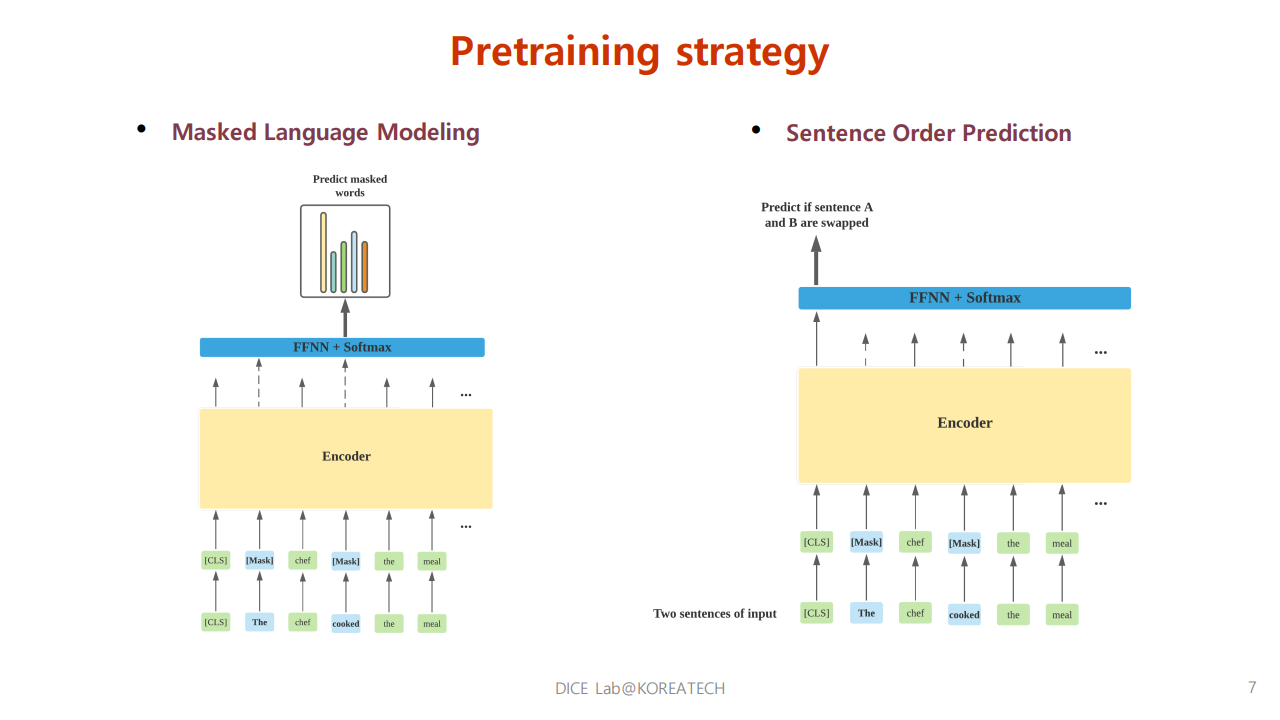 Pretraining strategy
• Masked Language Modeling
Predict masked
words
FFNN + Softmax
...
Encoder
...
[CLS] [Mask] chef [Mask] the meal
[CLS] The chef cooked the meal
• Sentence Order Prediction
Predict if sentence A
and B are swapped
FFNN + Softmax
...
Encoder
...
[CLS] [Mask] chef [Mask] the meal
Two sentences of input [CLS] The chef cooked the meal
DICE Lab@KOREATECH
7